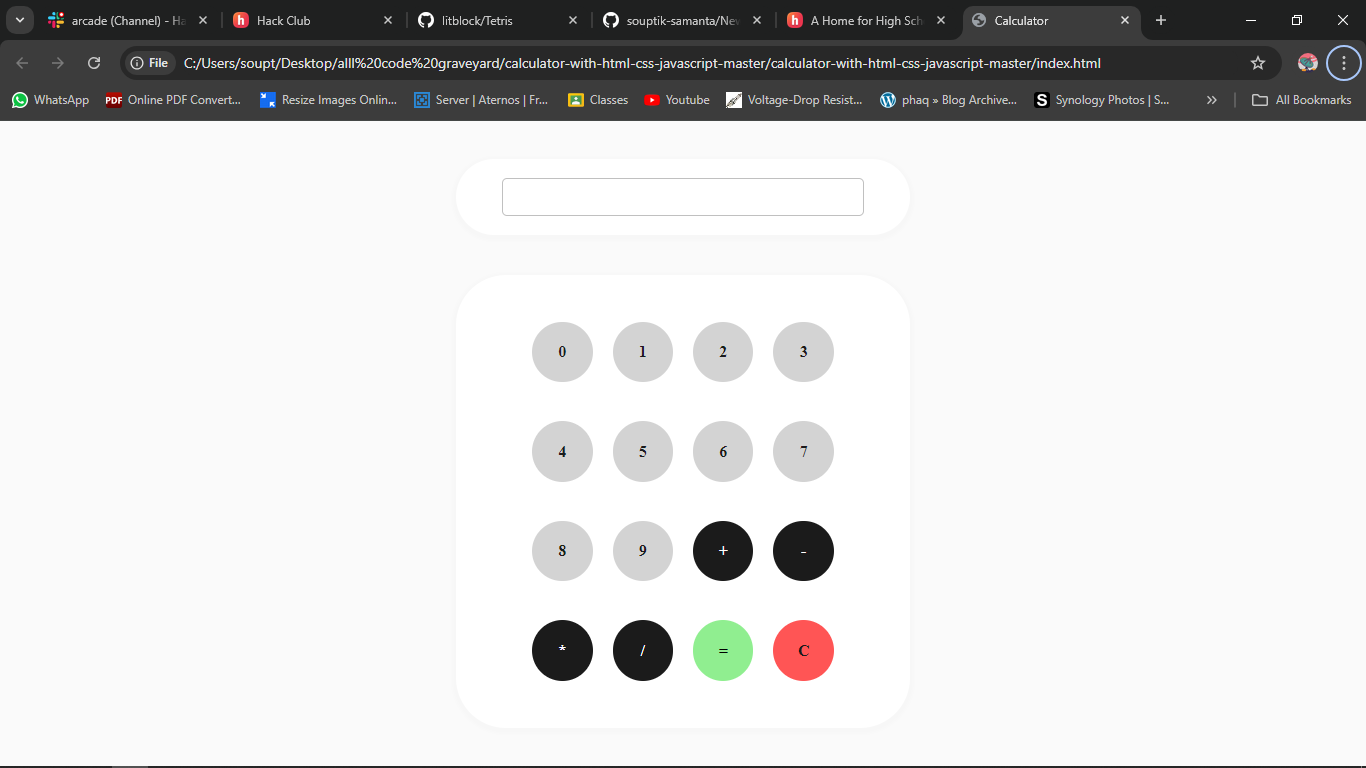 arcade (Channel) - Ha
Hack Club
litblock/Tetris
souptik-samanta/New
A Home for High Sch
Calculator
File
C:/Users/soupt/Desktop/alll%20code%20graveyard/calculator-with-html-css-javascript-master/calculator-with-html-css-javascript-master/index.html
WhatsApp
PDF Online PDF Convert...
Resize Images Onlin...
Server | Aternos | Fr...
Classes
Youtube
Voltage-Drop Resist...
phaq » Blog Archive...
S Synology Photos | S...
All Bookmarks
0 1 2 3
4 5 6 7
8 9 + -
* / = C